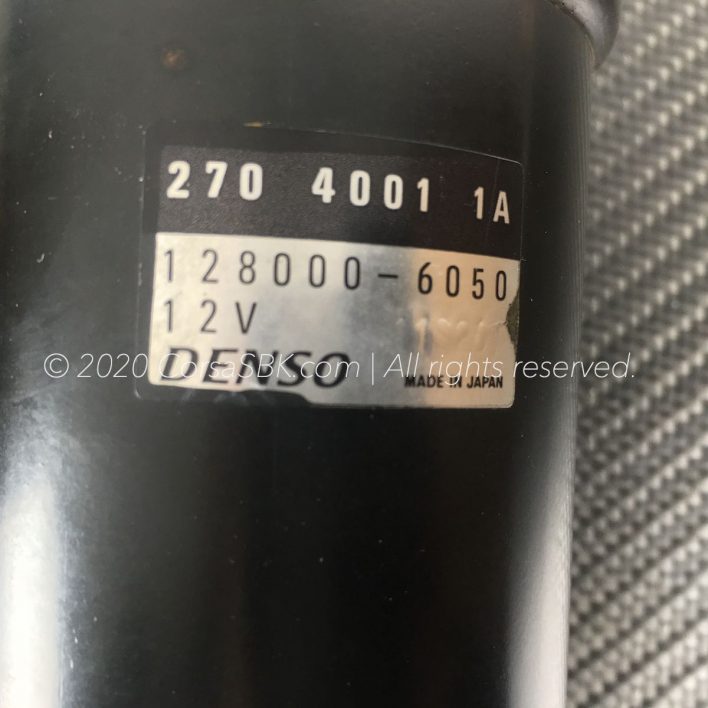 270 4001 1A
128000-6050
12V
© 2020 CorsaSBK.com | All rights reserved.
DENSO MADE IN JAPAN